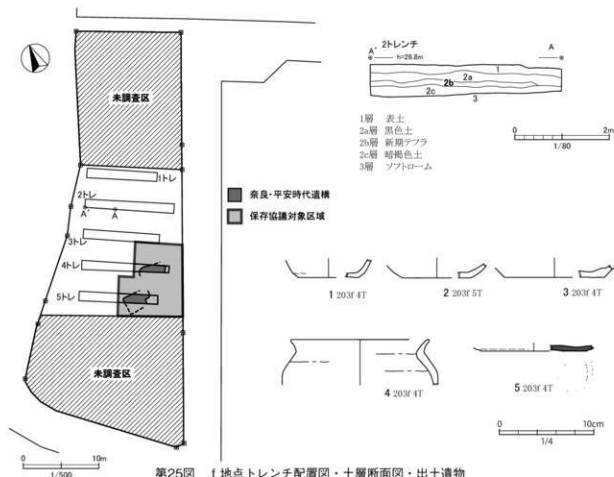 未調査区
1トレ
2トレ
A' A
3トレ
4トレ
5トレ
未調査区
0 10m
1/500
奈良・平安時代遺構
保存協議対象区域
2トレンチ
A' h=26.8m A
1
2a
2b
2c
3
1層 表土
2a層 黒色土
2b層 新期テフラ
2c層 暗褐色土
3層 ソフトローム
0 2m
1/80
1 203f 4T
2 203f 5T
3 203f 4T
4 203f 4T
5 203f 4T
0 10cm
1/4
第25図 f 地点トレンチ配置図・土層断面図・出土遺物